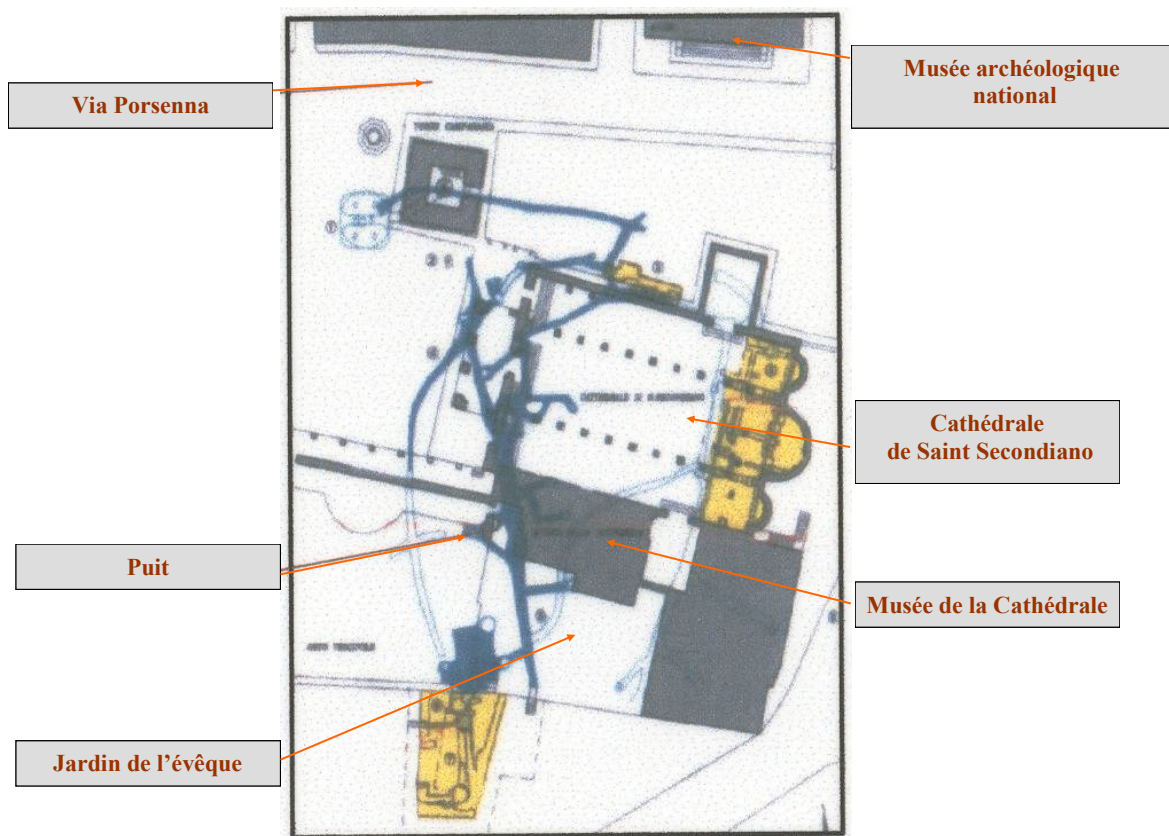 Via Porsenna
Musée archéologique
national
Cathédrale
de Saint Secondiano
Puit
Musée de la Cathédrale
Jardin de l’évêque